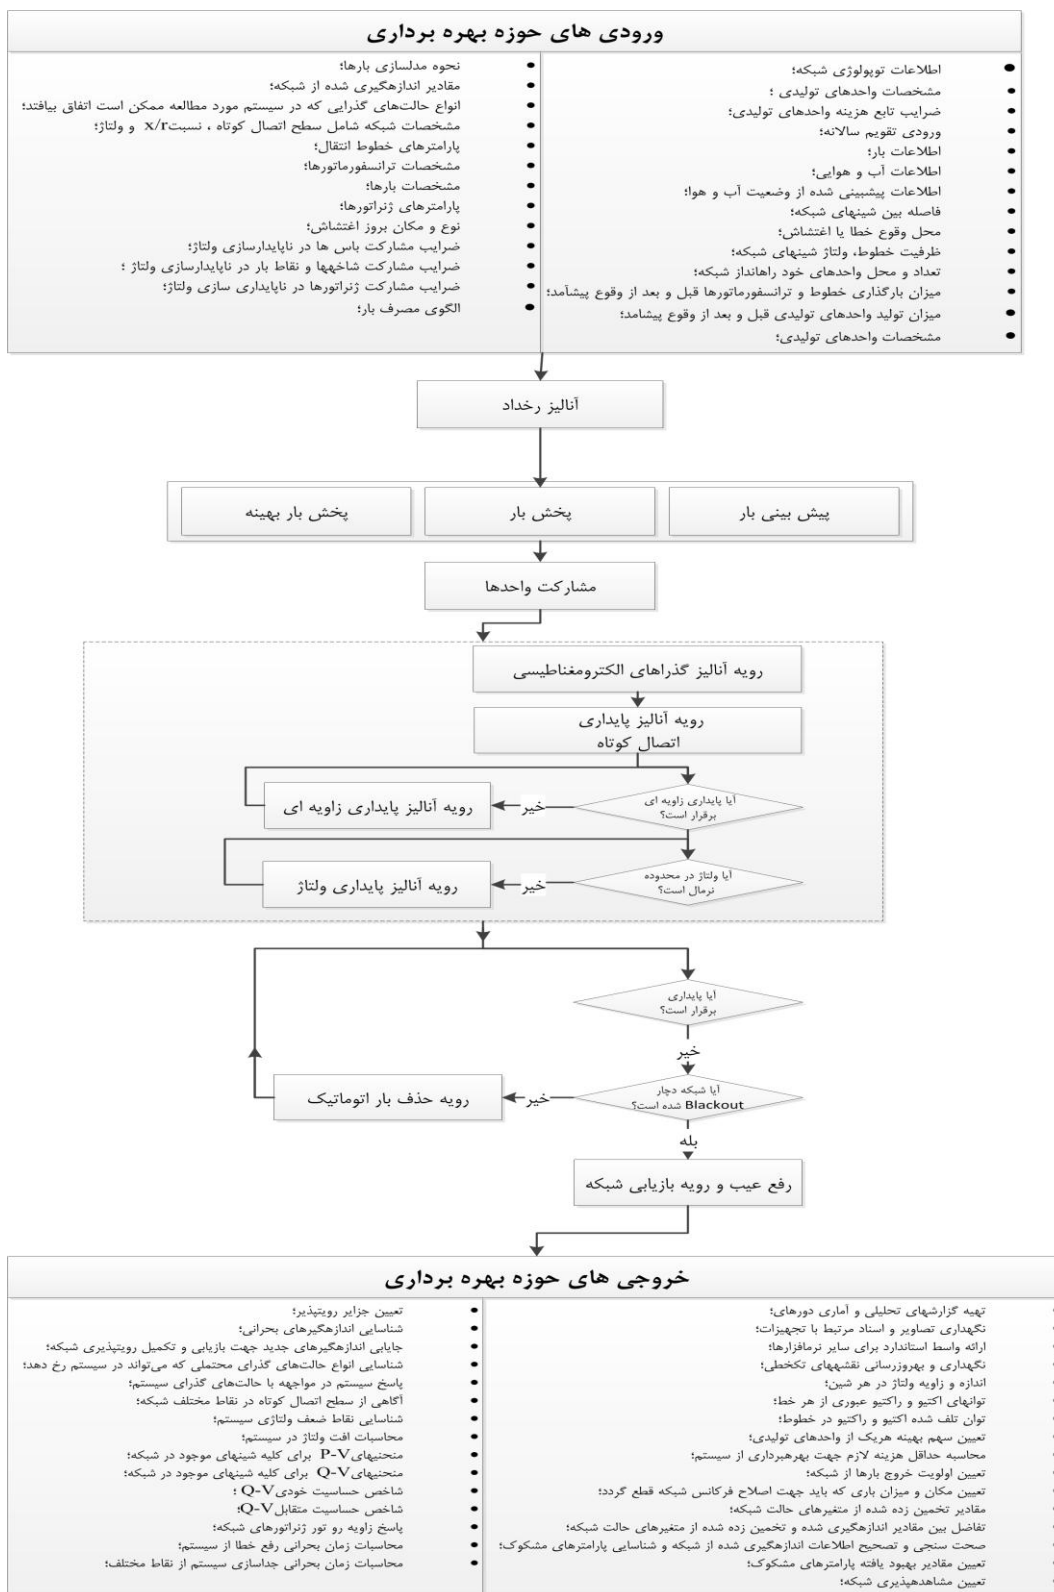 ورودی های حوزه بهره برداری
اطلاعات توپولوژی شبکه؛
مشخصات واحدهای تولیدی ؛
ضرایب تابع هزینه واحدهای تولیدی؛
ورودی تقویم سالانه؛
اطلاعات بار؛
اطلاعات آب و هوایی؛
اطلاعات پیشبینی شده از وضعیت آب و هوا؛
فاصله بین شینهای شبکه؛
محل وقوع خطا یا اغتشاش؛
ظرفیت خطوط، ولتاژ شینهای شبکه؛
تعداد و محل واحدهای خود راهانداز شبکه؛
میزان بارگذاری خطوط و ترانسفورماتورها قبل و بعد از وقوع پیشآمد؛
میزان تولید واحدهای تولیدی قبل و بعد از وقوع پیشامد؛
مشخصات واحدهای تولیدی؛
نحوه مدلسازی بارها؛
مقادیر اندازهگیری شده از شبکه؛
انواع حالت‌های گذرایی که در سیستم مورد مطالعه ممکن است اتفاق بیافتد؛
مشخصات شبکه شامل سطح اتصال کوتاه ، نسبتx/r و ولتاژ؛
پارامترهای خطوط انتقال؛
مشخصات ترانسفورماتورها؛
مشخصات بارها؛
پارامترهای ژنراتورها؛
نوع و مکان بروز اغتشاش؛
ضرایب مشارکت باس ها در ناپایدارسازی ولتاژ؛
ضرایب مشارکت شاخهها و نقاط بار در ناپایدارسازی ولتاژ ؛
ضرایب مشارکت ژنراتورها در ناپایداری سازی ولتاژ؛
الگوی مصرف بار؛
آنالیز رخداد
پیش بینی بار
پخش بار
پخش بار بهینه
مشارکت واحدها
رویه آنالیز گذراهای الکترومغناطیسی
رویه آنالیز پایداری
اتصال کوتاه
آیا پایداری زاویه ای
برقرار است؟
خیر
رویه آنالیز پایداری زاویه ای
آیا ولتاژ در محدوده
نرمال است؟
خیر
رویه آنالیز پایداری ولتاژ
آیا پایداری
برقرار است؟
خیر
آیا شبکه دچار
Blackout شده است؟
خیر
رویه حذف بار اتوماتیک
بله
رفع عیب و رویه بازیابی شبکه
خروجی های حوزه بهره برداری
تهیه گزارشهای تحلیلی و آماری دورهای؛
نگهداری تصاویر و اسناد مرتبط با تجهیزات؛
ارائه واسط استاندارد برای سایر نرمافزارها؛
نگهداری و بهروزرسانی نقشههای تکخطی؛
اندازه و زاویه ولتاژ در هر شین؛
توانهای اکتیو و راکتیو عبوری از هر خط؛
توان تلف شده اکتیو و راکتیو در خطوط؛
تعیین سهم بهینه هریک از واحدهای تولیدی؛
محاسبه حداقل هزینه لازم جهت بهرهبرداری از سیستم؛
تعیین اولویت خروج بارها از شبکه؛
تعیین مکان و میزان باری که باید جهت اصلاح فرکانس شبکه قطع گردد؛
مقادیر تخمین زده شده از متغیرهای حالت شبکه؛
تفاضل بین مقادیر اندازهگیری شده و تخمین زده شده از متغیرهای حالت شبکه؛
صحت سنجی و تصحیح اطلاعات اندازهگیری شده از شبکه و شناسایی پارامترهای مشکوک؛
تعیین مقادیر بهبود یافته پارامترهای مشکوک؛
تعیین مشاهدهپذیری شبکه؛
تعیین جزایر رویتپذیر؛
شناسایی اندازهگیرهای بحرانی؛
جایابی اندازهگیرهای جدید جهت بازیابی و تکمیل رویتپذیری شبکه؛
شناسایی انواع حالت‌های گذرای محتملی که می‌تواند در سیستم رخ دهد؛
پاسخ سیستم در مواجهه با حالت‌های گذرای سیستم؛
آگاهی از سطح اتصال کوتاه در نقاط مختلف شبکه؛
شناسایی نقاط ضعف ولتاژی سیستم؛
محاسبات افت ولتاژ در سیستم؛
منحنیهایP-V برای کلیه شینهای موجود در شبکه؛
منحنیهایQ-V برای کلیه شینهای موجود در شبکه؛
شاخص حساسیت خودیQ-V ؛
شاخص حساسیت متقابلQ-V؛
پاسخ زاویه رو تور ژنراتورهای شبکه؛
محاسبات زمان بحرانی رفع خطا از سیستم؛
محاسبات زمان بحرانی جداسازی سیستم از نقاط مختلف؛